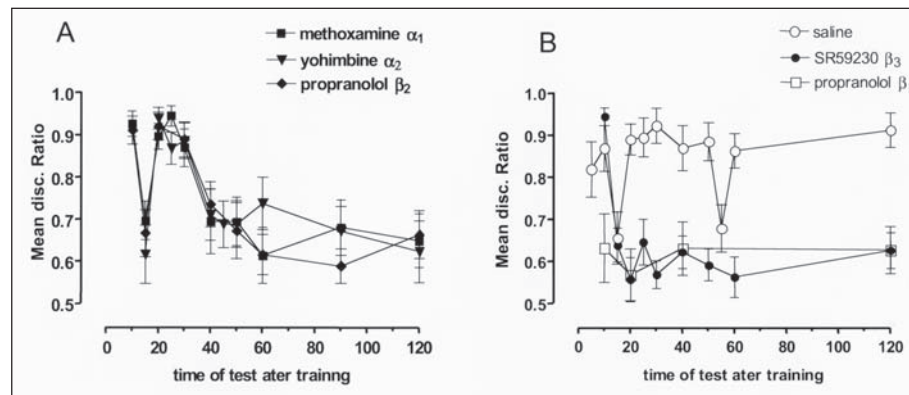 A
methoxamine α1
yohimbine α2
propranolol β2
Mean disc. Ratio
1.0
0.9
0.8
0.7
0.6
0.5
0
20
40
60
80
100
120
time of test ater trainng
B
saline
SR59230 β3
propranolol β
Mean disc. Ratio
1.0
0.9
0.8
0.7
0.6
0.5
0
20
40
60
80
100
120
time of test ater trainng